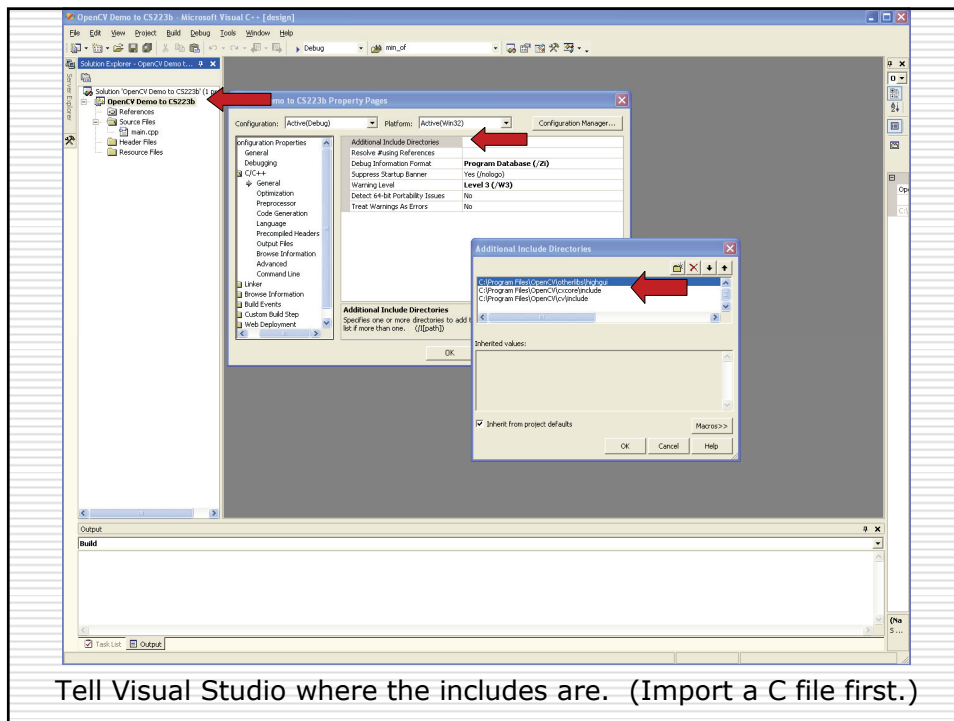 OpenCV Demo to CS223b - Microsoft Visual C++ [design]
File Edit View Project Build Debug Tools Window Help
Debug min_of
Solution Explorer - OpenCV Demo t...
Server Explorer
Solution 'OpenCV Demo to CS223b' (1 pr
OpenCV Demo to CS223b
References
Source Files
main.cpp
Header Files
Resource Files
emo to CS223b Property Pages
Configuration: Active(Debug) Platform: Active(Win32) Configuration Manager...
onfiguration Properties
General
Debugging
C/C++
General
Optimization
Preprocessor
Code Generation
Language
Precompiled Headers
Output Files
Browse Information
Advanced
Command Line
Linker
Browse Information
Build Events
Custom Build Step
Web Deployment
Additional Include Directories
Resolve #using References
Debug Information Format Program Database (/Zi)
Suppress Startup Banner Yes (/nologo)
Warning Level Level 3 (/W3)
Detect 64-bit Portability Issues No
Treat Warnings As Errors No
Additional Include Directories
Specifies one or more directories to add t
list if more than one. (/I[path])
OK
Additional Include Directories
C:\Program Files\OpenCV\otherlibs\highgui
C:\Program Files\OpenCV\cxcore\include
C:\Program Files\OpenCV\cv\include
Inherited values:
Inherit from project defaults
Macros>>
OK Cancel Help
Ope
C:\
Output
Build
(Na
S ...
Task List Output
Tell Visual Studio where the includes are. (Import a C file first.)